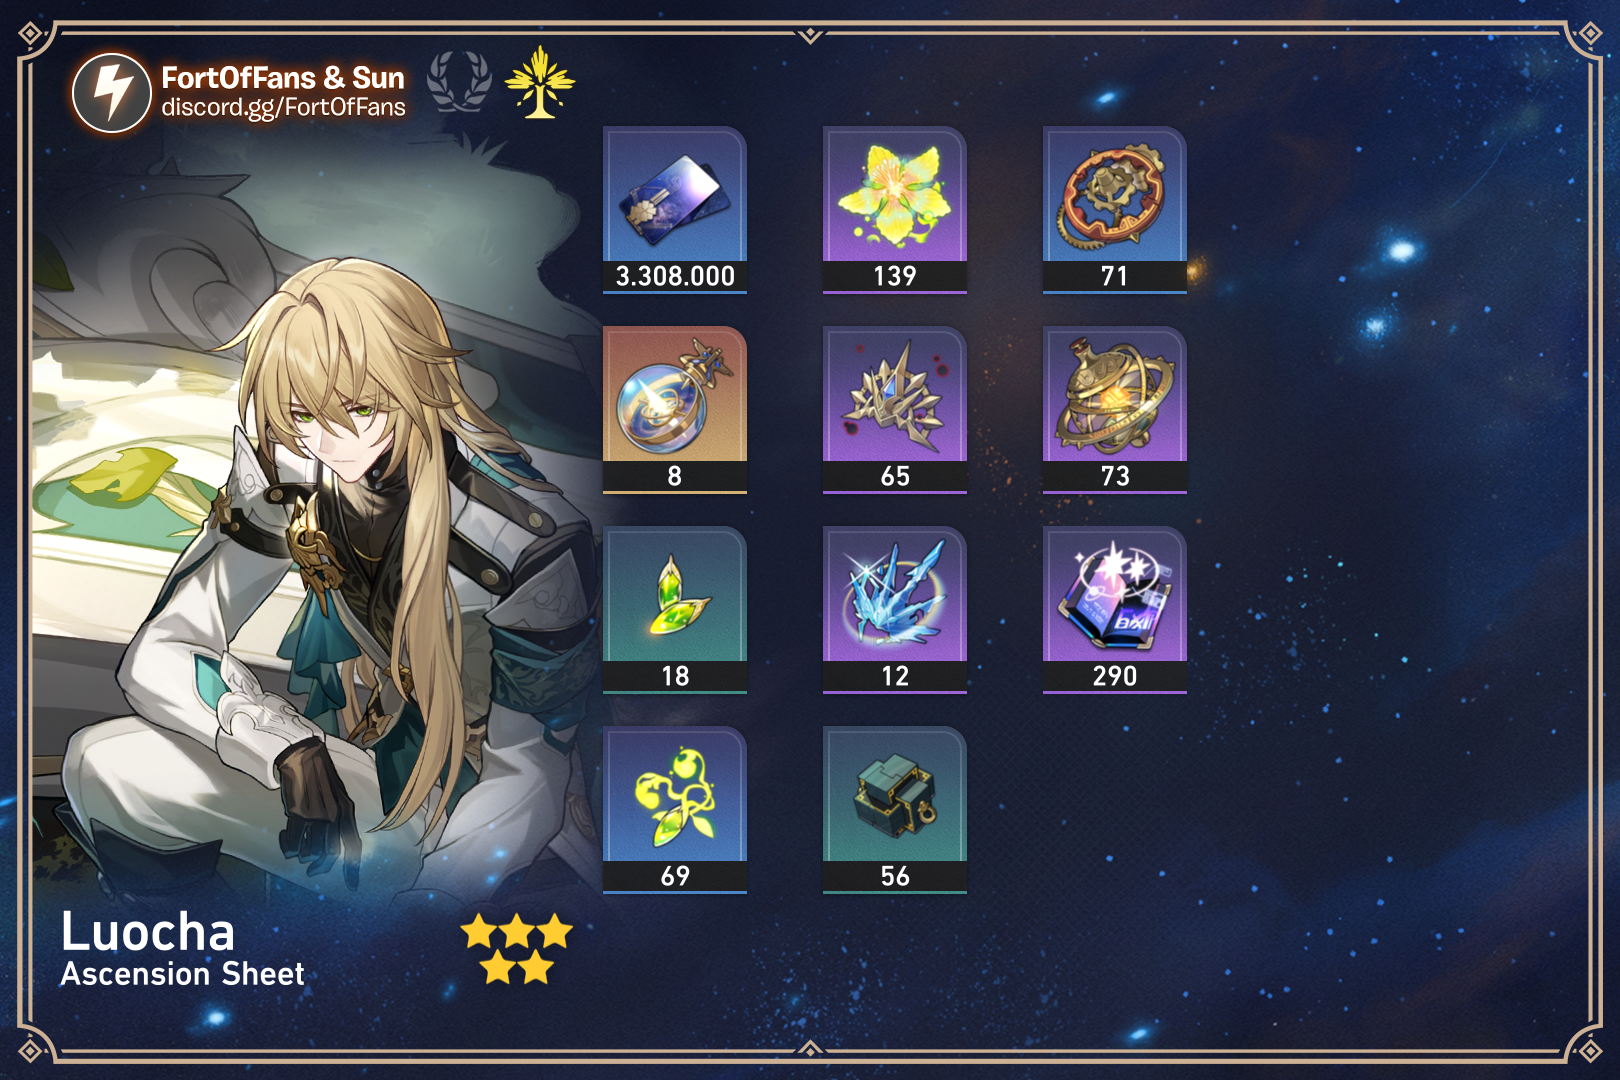 FortOfFans & Sun
discord.gg/FortOfFans
3.308.000
139
71
8
65
73
18
12
290
69
56
Luocha
Ascension Sheet